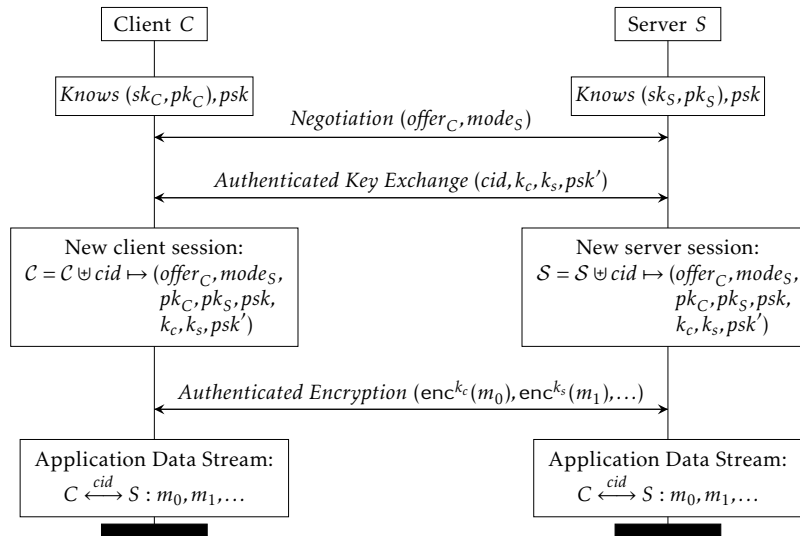 Client C
Server S
Knows (sk_C, pk_C), psk
Knows (sk_S, pk_S), psk
Negotiation (offer_C, mode_S)
Authenticated Key Exchange (cid, k_c, k_s, psk′)
New client session:
𝒞 = 𝒞 ⊎ cid ↦ (offer_C, mode_S,
pk_C, pk_S, psk,
k_c, k_s, psk′)
New server session:
𝒮 = 𝒮 ⊎ cid ↦ (offer_C, mode_S,
pk_C, pk_S, psk,
k_c, k_s, psk′)
Authenticated Encryption (enc^{k_c}(m_0), enc^{k_s}(m_1), …)
Application Data Stream:
C ⟷^{cid} S : m_0, m_1, …
Application Data Stream:
C ⟷^{cid} S : m_0, m_1, …